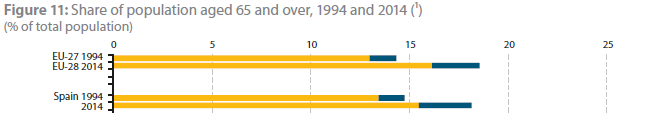 Figure 11: Share of population aged 65 and over, 1994 and 2014 (¹)
(% of total population)
0 5 10 15 20 25
EU-27 1994
EU-28 2014
Spain 1994
2014